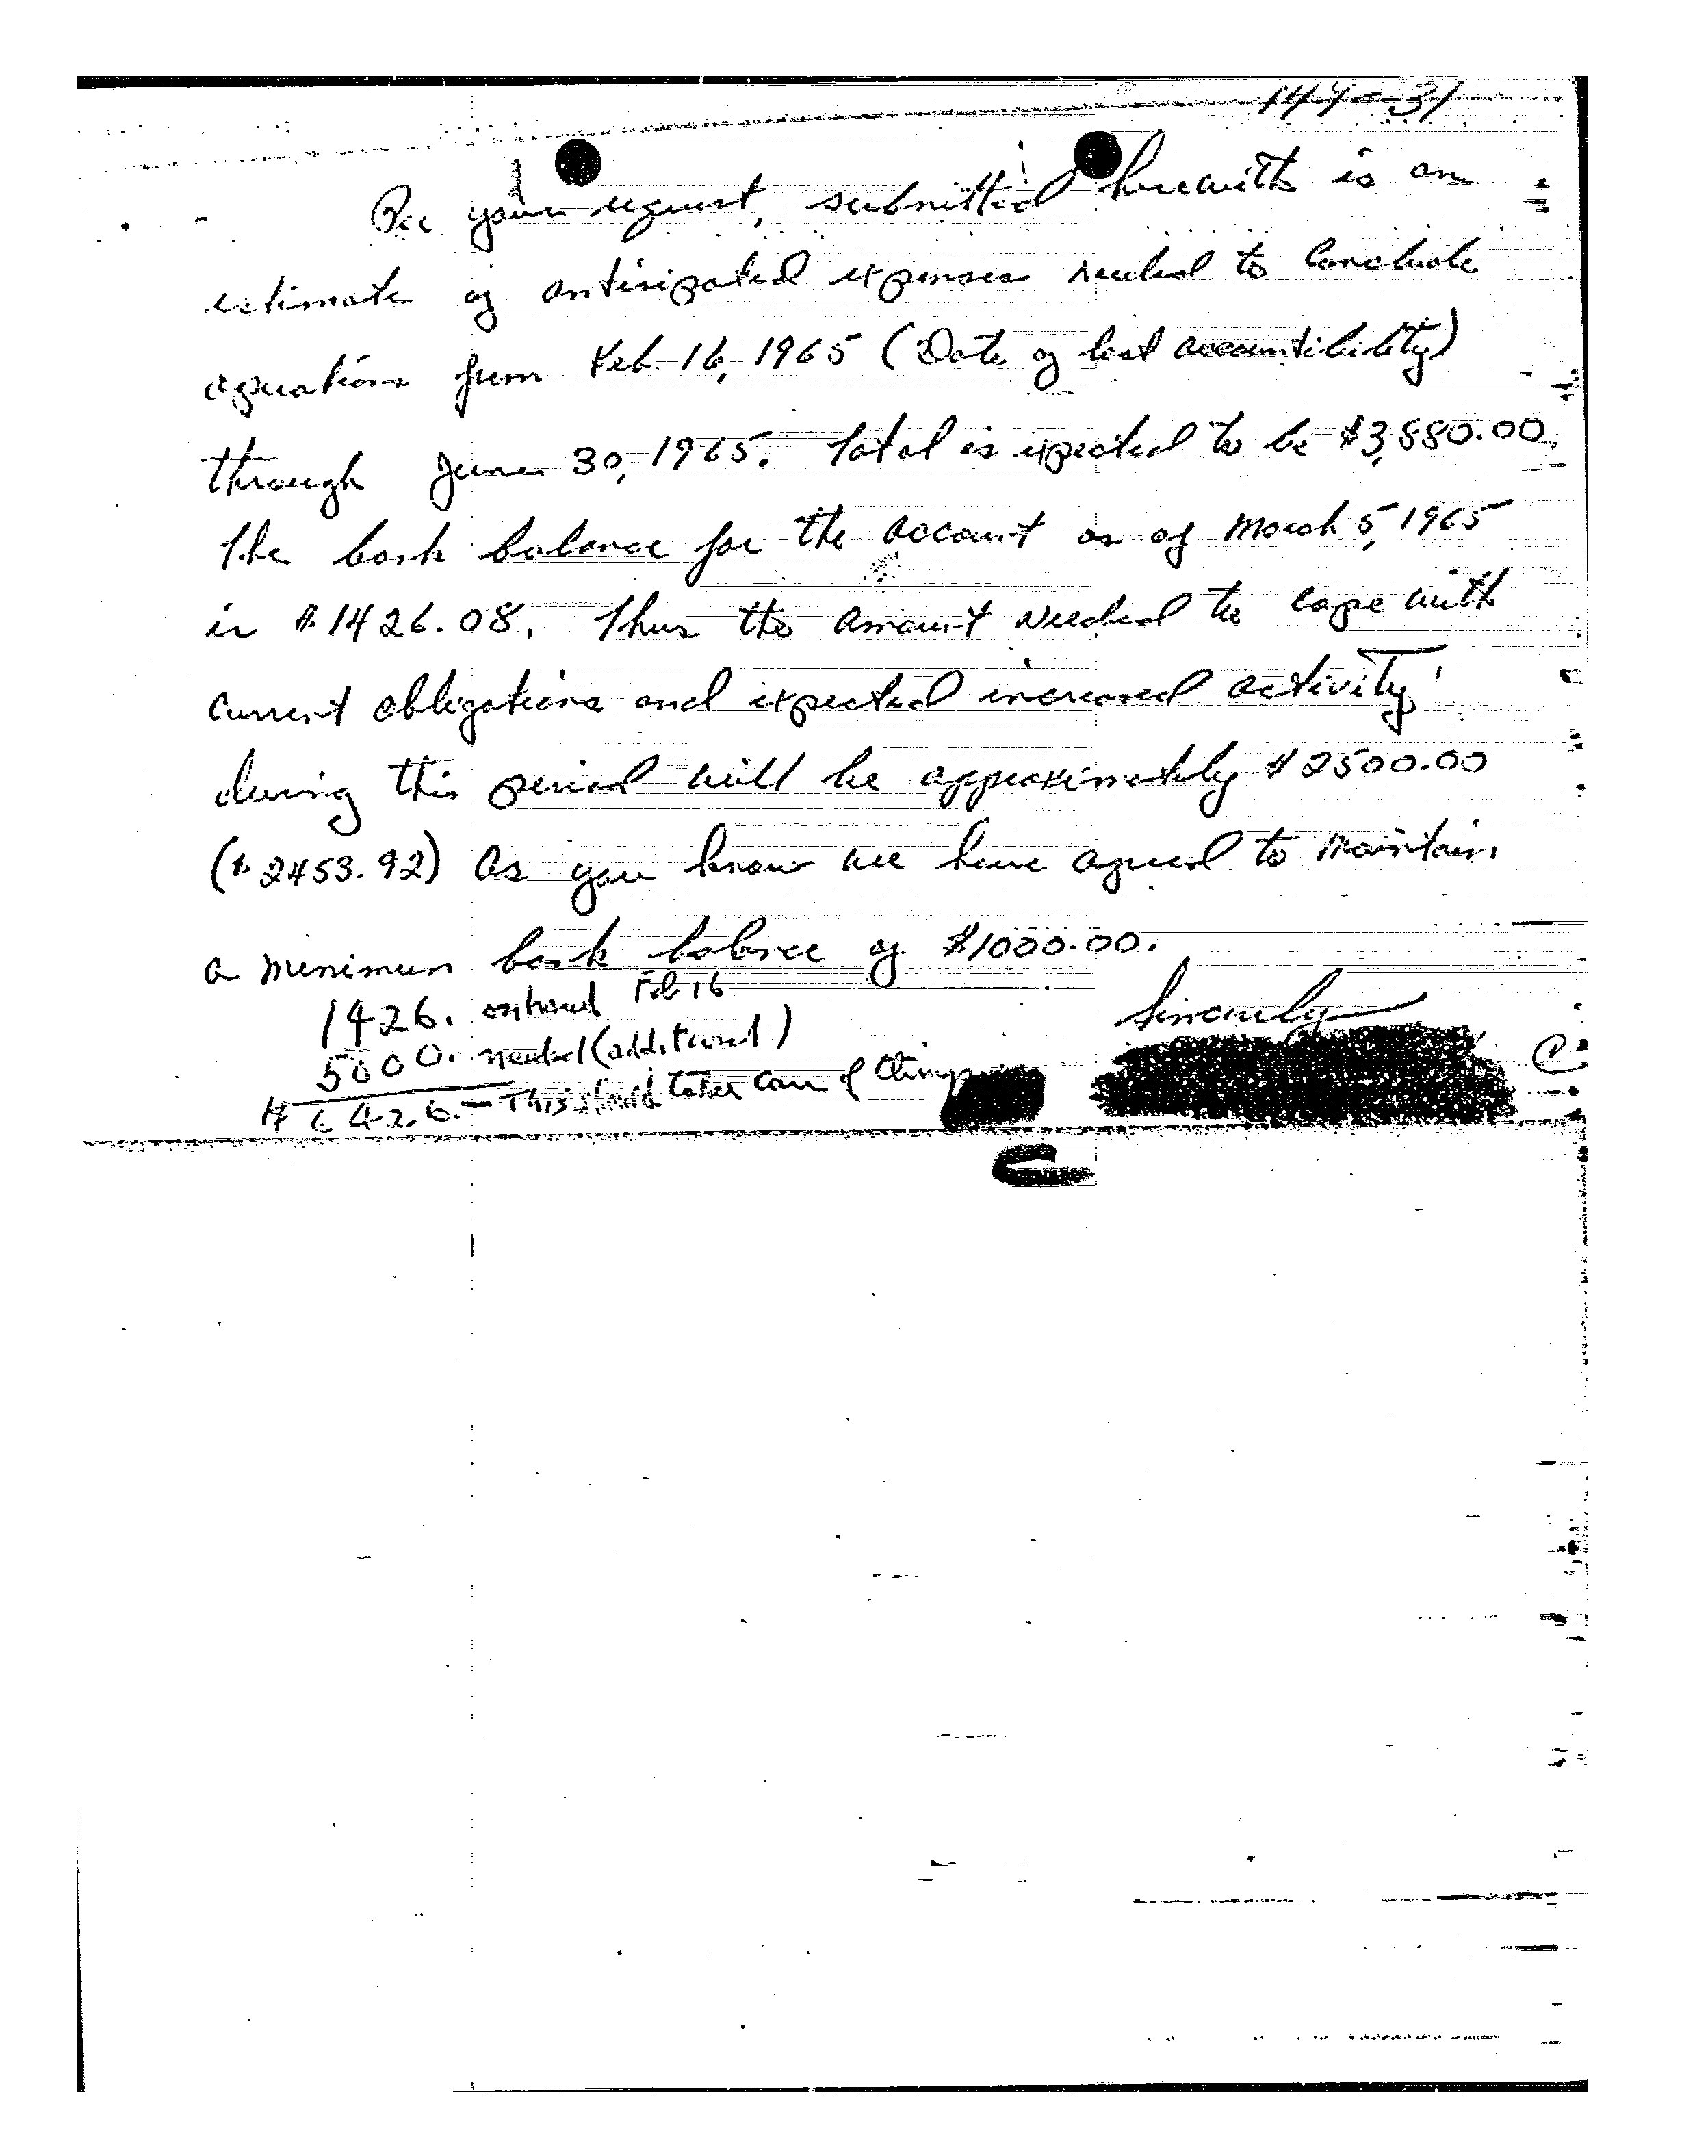 144-31
Per your request, submitted herewith is an
estimate of anticipated expenses needed to conclude
operations from Feb. 16, 1965 (Date of last accountibility)
through June 30, 1965. Total is expected to be $3,880.00.
The bank balance for the account as of March 5, 1965
is $1426.08. Thus the amount needed to cope with
current obligations and expected increased activity
during this period will be approximately $2500.00
($2453.92) As you know we have agreed to maintain
a minimum bank balance of $1000.00.
1426. on hand Feb 16
Sincerely
5000. needed (additional)
$6426. — This should take care of